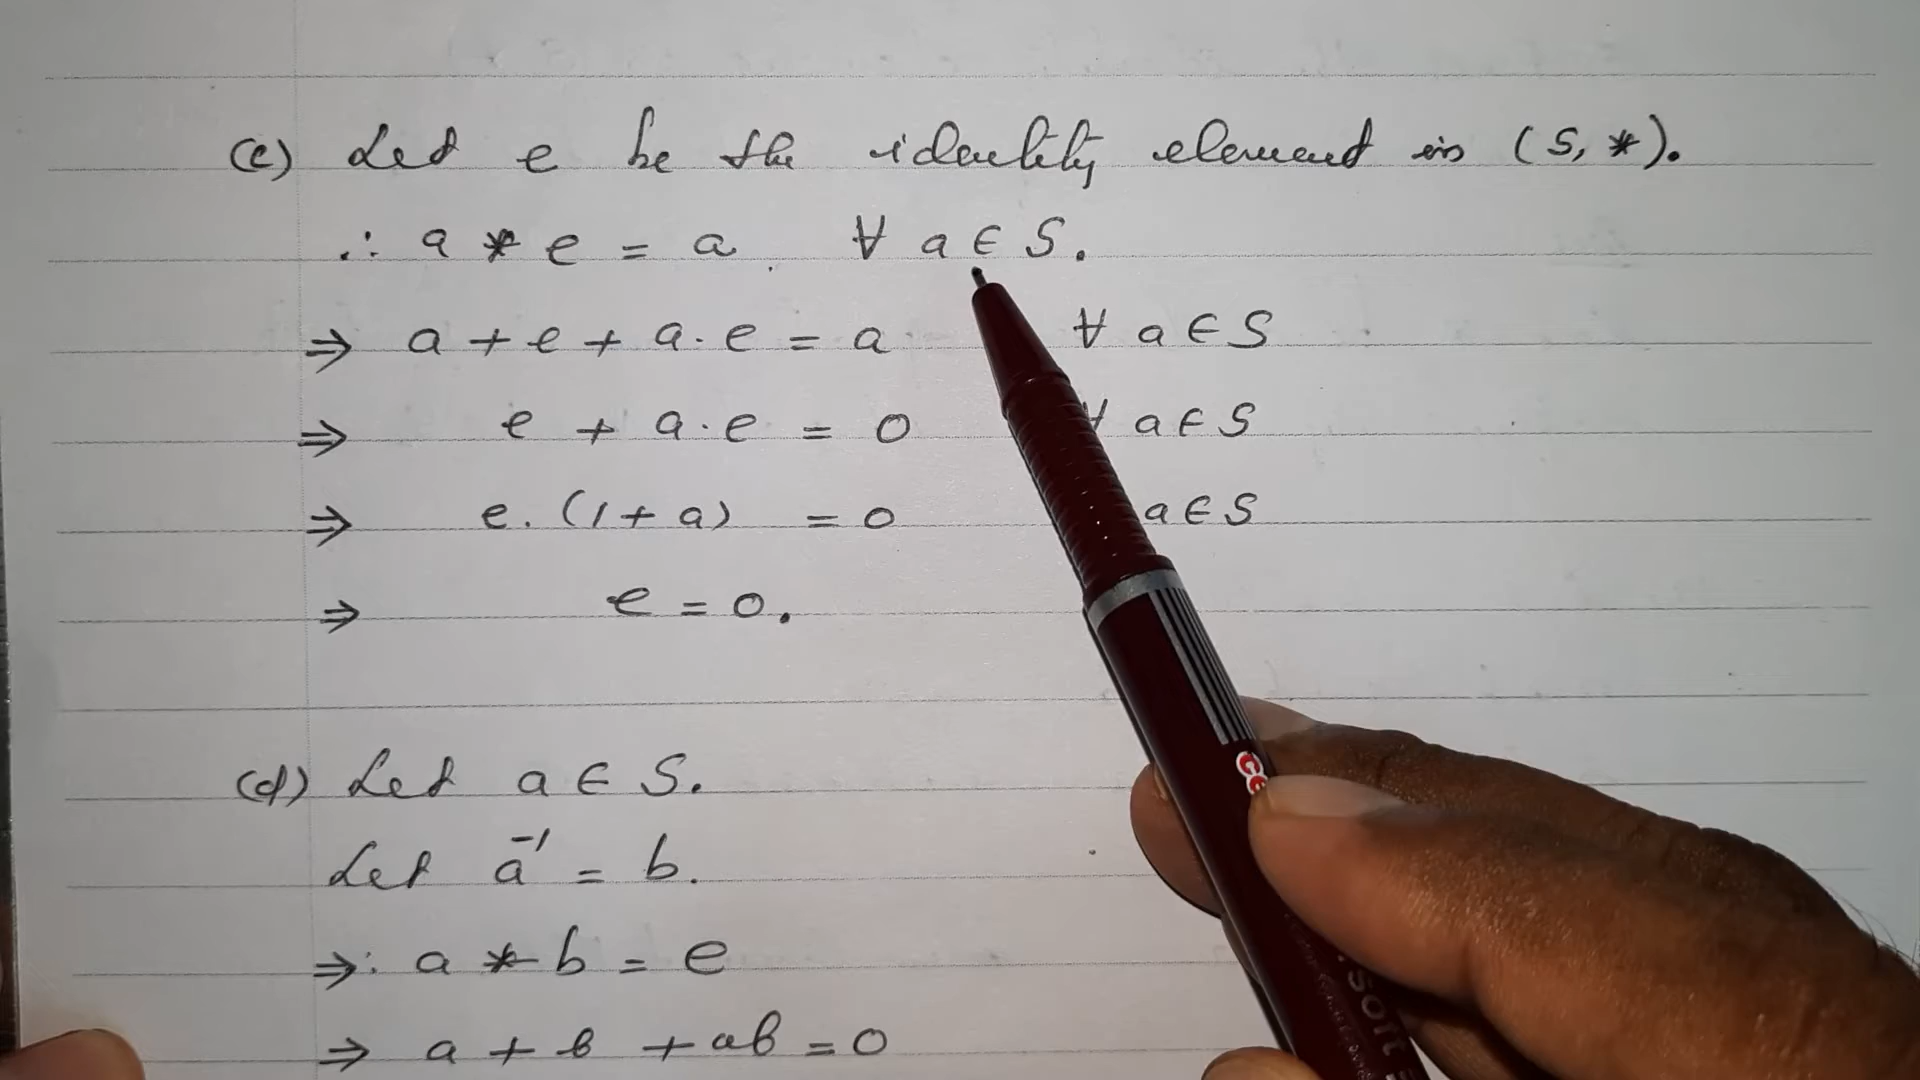 (c) Let e be the identity element in (S, *).
∴ a * e = a ∀ a ∈ S.
⇒ a + e + a . e = a ∀ a ∈ S
⇒ e + a . e = 0 ∀ a ∈ S
⇒ e . (1 + a) = 0 a ∈ S
⇒ e = 0.
(d) Let a ∈ S.
Let a⁻¹ = b.
⇒: a * b = e
⇒ a + b + ab = 0